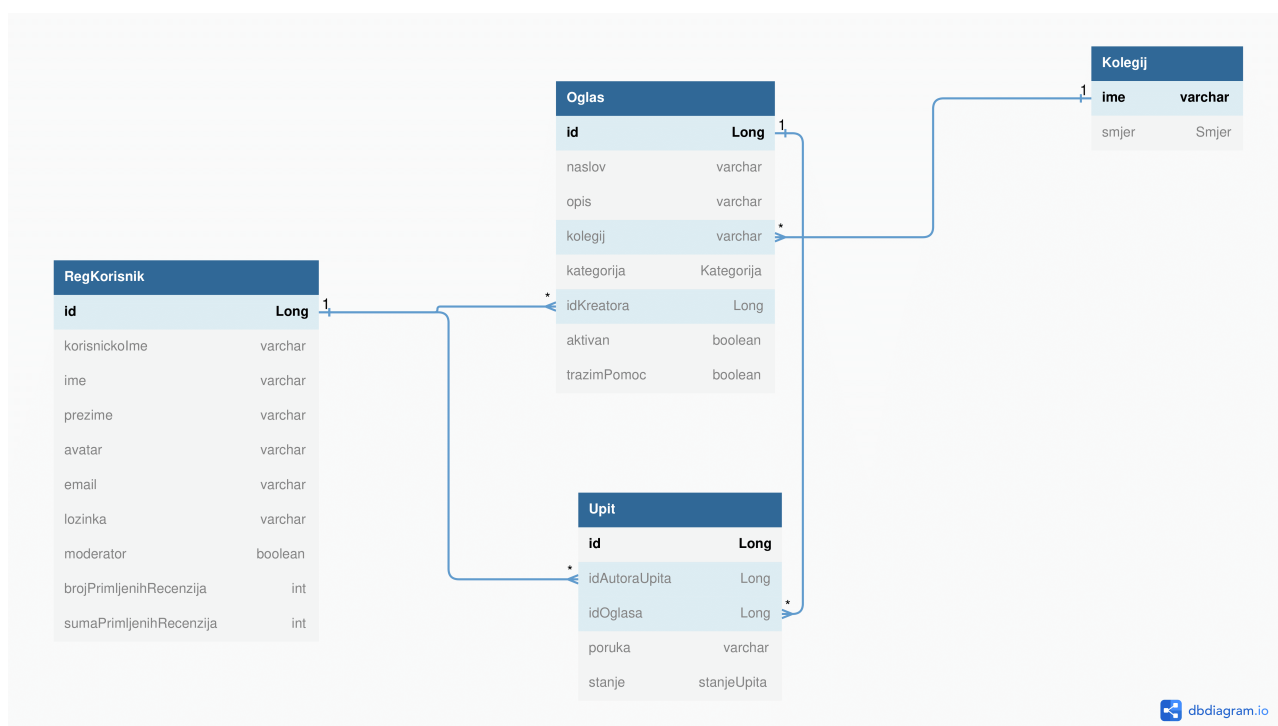 Kolegij
1
ime varchar
smjer Smjer
Oglas
id Long
1
naslov varchar
opis varchar
kolegij varchar
*
kategorija Kategorija
*
idKreatora Long
aktivan boolean
trazimPomoc boolean
RegKorisnik
id Long
1
korisnickoIme varchar
ime varchar
prezime varchar
avatar varchar
email varchar
lozinka varchar
moderator boolean
brojPrimljenihRecenzija int
sumaPrimljenihRecenzija int
Upit
id Long
*
idAutoraUpita Long
idOglasa Long
*
poruka varchar
stanje stanjeUpita
dbdiagram.io